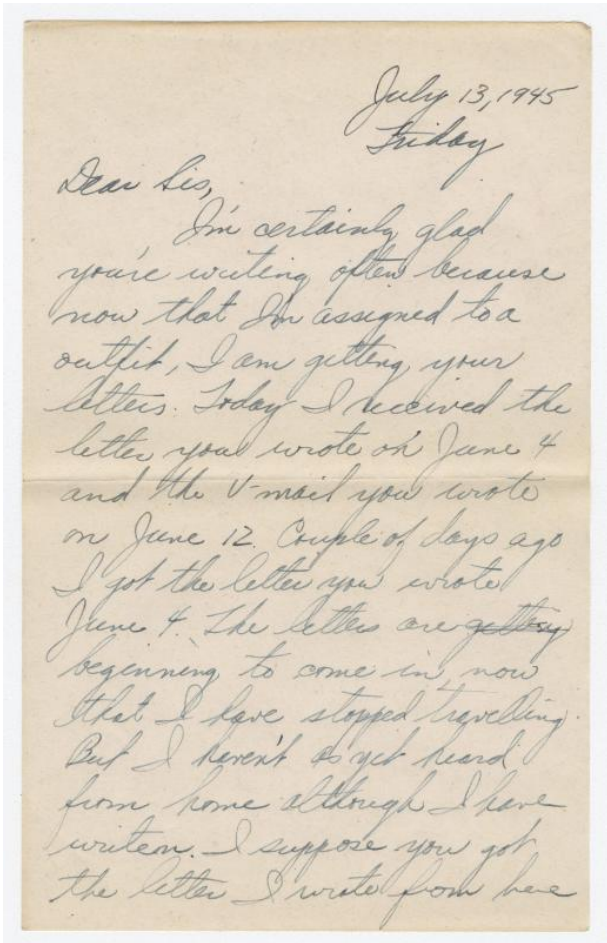 July 13, 1945
Friday
Dear Sis,
I'm certainly glad
you're writing often because
now that I'm assigned to a
outfit, I am getting your
letters. Today I received the
letter you wrote on June 4
and the V-mail you wrote
on June 12. Couple of days ago
I got the letter you wrote
June 4. The letters are getting
beginning to come in, now
that I have stopped travelling.
But I haven't as yet heard
from home although I have
writen. I suppose you got
the letter I wrote from here